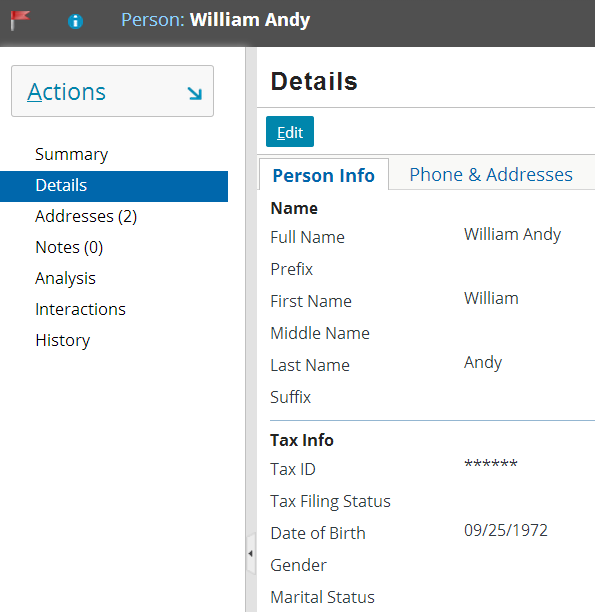 Person: William Andy
Actions
Summary
Details
Addresses (2)
Notes (0)
Analysis
Interactions
History
Details
Edit
Person Info Phone & Addresses
Name
Full Name William Andy
Prefix
First Name William
Middle Name
Last Name Andy
Suffix
Tax Info
Tax ID ******
Tax Filing Status
Date of Birth 09/25/1972
Gender
Marital Status